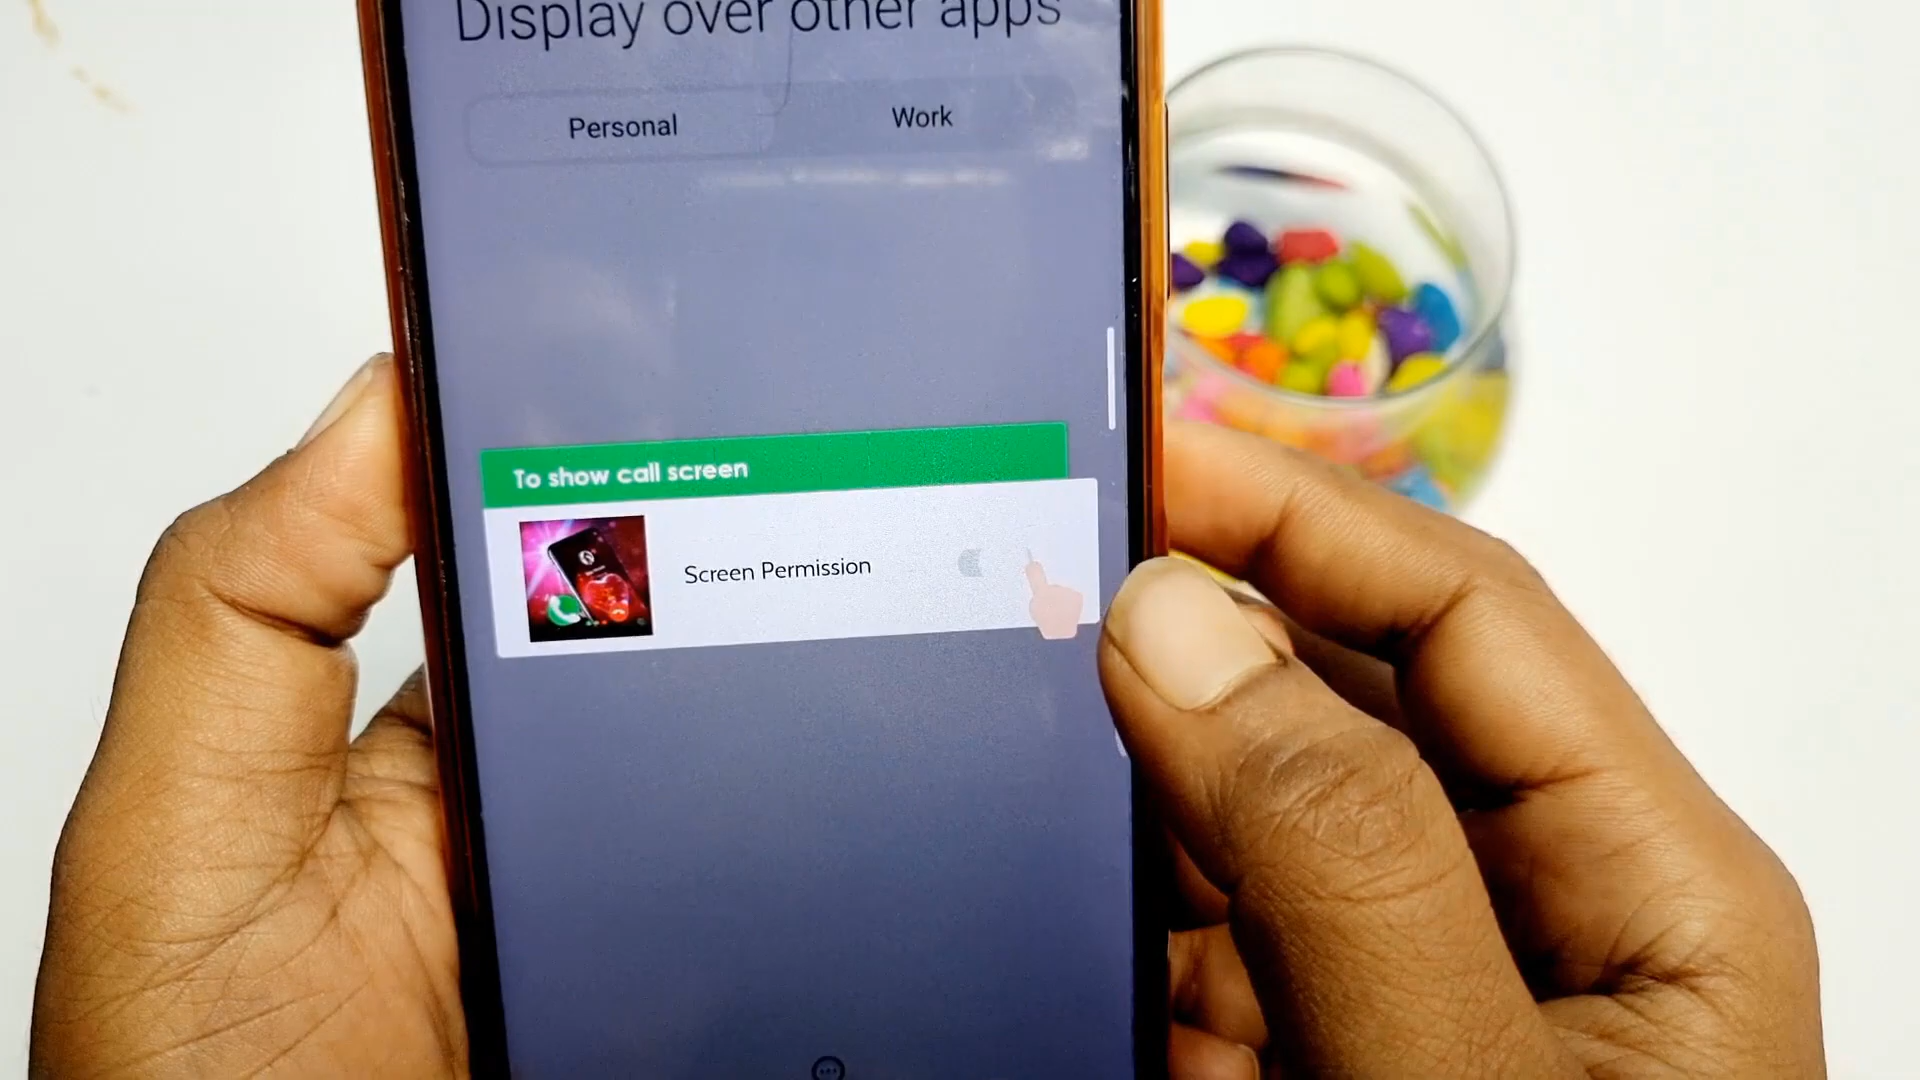 Display over other apps
Personal
Work
To show call screen
Screen Permission